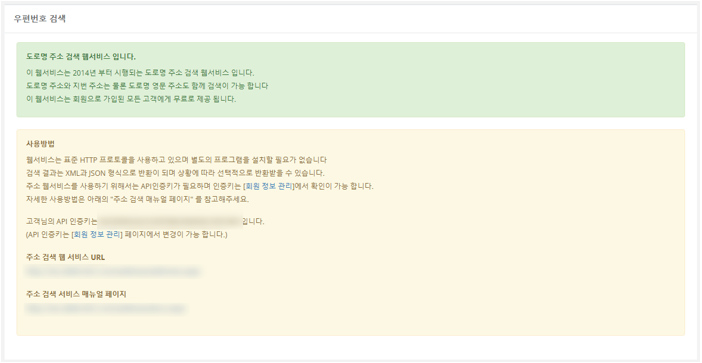 우편번호 검색
도로명 주소 검색 웹서비스 입니다.
이 웹서비스는 2014년 부터 시행되는 도로명 주소 검색 웹서비스 입니다.
도로명 주소와 지번 주소는 물론 도로명 영문 주소도 함께 검색이 가능 합니다
이 웹서비스는 회원으로 가입된 모든 고객에게 무료로 제공 됩니다.
사용방법
웹서비스는 표준 HTTP 프로토콜을 사용하고 있으며 별도의 프로그램을 설치할 필요가 없습니다
검색 결과는 XML과 JSON 형식으로 반환이 되며 상황에 따라 선택적으로 반환받을 수 있습니다.
주소 웹서비스를 사용하기 위해서는 API인증키가 필요하며 인증키는 [회원 정보 관리]에서 확인이 가능 합니다.
자세한 사용방법은 아래의 "주소 검색 매뉴얼 페이지" 를 참고해주세요.
고객님의 API 인증키는 입니다.
(API 인증키는 [회원 정보 관리] 페이지에서 변경이 가능 합니다.)
주소 검색 웹 서비스 URL
주소 검색 서비스 매뉴얼 페이지